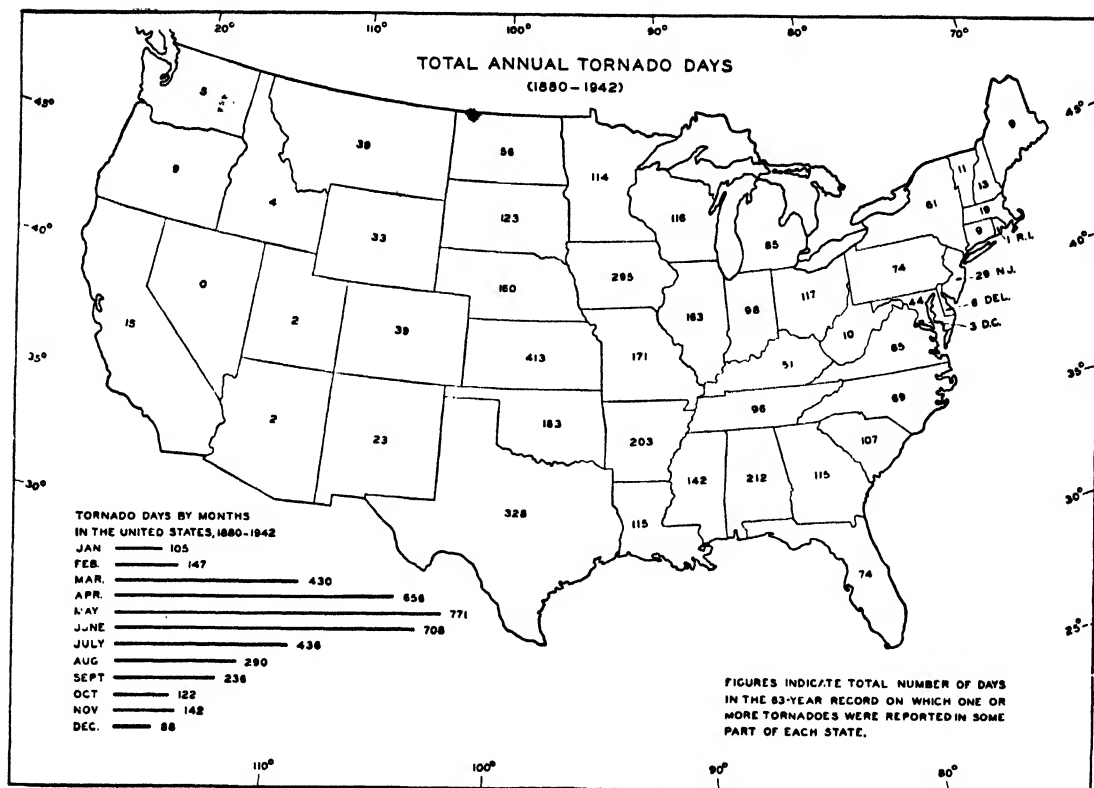 20° 110° 100° 90° 80° 70°
TOTAL ANNUAL TORNADO DAYS
(1880-1942)
45° 45°
40° 40°
35° 35°
30° 30°
25°
5
9
4
39
56
114
116
85
61
11
13
9
19
9
1 R.I.
33
123
295
74
29 N.J.
6 DEL.
3 D.C.
44
15
0
2
39
160
163
98
117
10
65
413
171
51
69
2
23
183
203
96
107
328
115
142
212
115
74
TORNADO DAYS BY MONTHS
IN THE UNITED STATES, 1880-1942
JAN 105
FEB. 147
MAR. 430
APR. 656
MAY 771
JUNE 708
JULY 436
AUG 290
SEPT 236
OCT 122
NOV 142
DEC. 88
FIGURES INDICATE TOTAL NUMBER OF DAYS
IN THE 63-YEAR RECORD ON WHICH ONE OR
MORE TORNADOES WERE REPORTED IN SOME
PART OF EACH STATE.
110° 100° 90° 80°